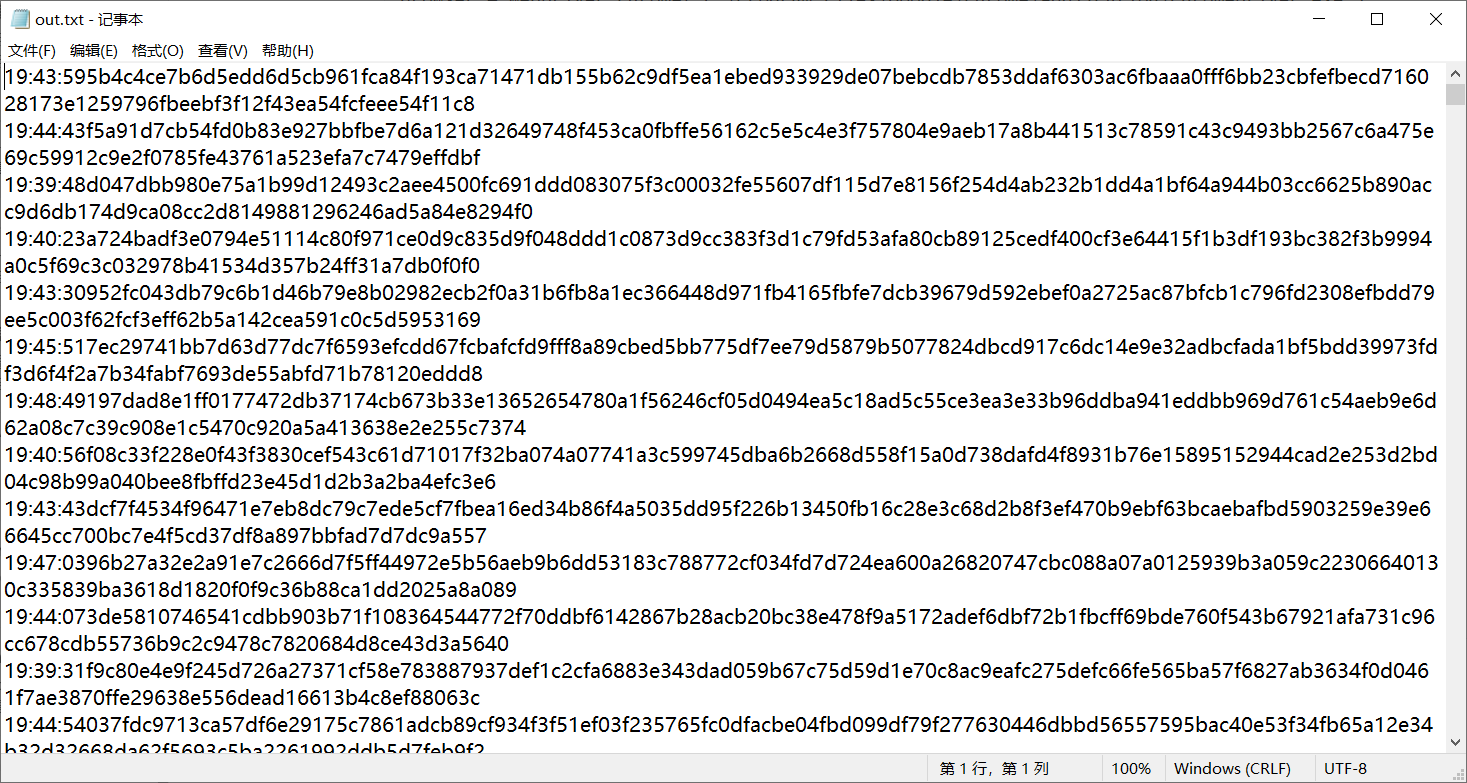 out.txt - 记事本
文件(F) 编辑(E) 格式(O) 查看(V) 帮助(H)
19:43:595b4c4ce7b6d5edd6d5cb961fca84f193ca71471db155b62c9df5ea1ebed933929de07bebcdb7853ddaf6303ac6fbaaa0fff6bb23cbfefbecd7160
28173e1259796fbeebf3f12f43ea54fcfeee54f11c8
19:44:43f5a91d7cb54fd0b83e927bbfbe7d6a121d32649748f453ca0fbffe56162c5e5c4e3f757804e9aeb17a8b441513c78591c43c9493bb2567c6a475e
69c59912c9e2f0785fe43761a523efa7c7479effdbf
19:39:48d047dbb980e75a1b99d12493c2aee4500fc691ddd083075f3c00032fe55607df115d7e8156f254d4ab232b1dd4a1bf64a944b03cc6625b890ac
c9d6db174d9ca08cc2d8149881296246ad5a84e8294f0
19:40:23a724badf3e0794e51114c80f971ce0d9c835d9f048ddd1c0873d9cc383f3d1c79fd53afa80cb89125cedf400cf3e64415f1b3df193bc382f3b9994
a0c5f69c3c032978b41534d357b24ff31a7db0f0f0
19:43:30952fc043db79c6b1d46b79e8b02982ecb2f0a31b6fb8a1ec366448d971fb4165fbfe7dcb39679d592ebef0a2725ac87bfcb1c796fd2308efbdd79
ee5c003f62fcf3eff62b5a142cea591c0c5d5953169
19:45:517ec29741bb7d63d77dc7f6593efcdd67fcbafcfd9fff8a89cbed5bb775df7ee79d5879b5077824dbcd917c6dc14e9e32adbcfada1bf5bdd39973fd
f3d6f4f2a7b34fabf7693de55abfd71b78120eddd8
19:48:49197dad8e1ff0177472db37174cb673b33e13652654780a1f56246cf05d0494ea5c18ad5c55ce3ea3e33b96ddba941eddbb969d761c54aeb9e6d
62a08c7c39c908e1c5470c920a5a413638e2e255c7374
19:40:56f08c33f228e0f43f3830cef543c61d71017f32ba074a07741a3c599745dba6b2668d558f15a0d738dafd4f8931b76e15895152944cad2e253d2bd
04c98b99a040bee8fbffd23e45d1d2b3a2ba4efc3e6
19:43:43dcf7f4534f96471e7eb8dc79c7ede5cf7fbea16ed34b86f4a5035dd95f226b13450fb16c28e3c68d2b8f3ef470b9ebf63bcaebafbd5903259e39e6
6645cc700bc7e4f5cd37df8a897bbfad7d7dc9a557
19:47:0396b27a32e2a91e7c2666d7f5ff44972e5b56aeb9b6dd53183c788772cf034fd7d724ea600a26820747cbc088a07a0125939b3a059c2230664013
0c335839ba3618d1820f0f9c36b88ca1dd2025a8a089
19:44:073de5810746541cdbb903b71f108364544772f70ddbf6142867b28acb20bc38e478f9a5172adef6dbf72b1fbcff69bde760f543b67921afa731c96
cc678cdb55736b9c2c9478c7820684d8ce43d3a5640
19:39:31f9c80e4e9f245d726a27371cf58e783887937def1c2cfa6883e343dad059b67c75d59d1e70c8ac9eafc275defc66fe565ba57f6827ab3634f0d046
1f7ae3870ffe29638e556dead16613b4c8ef88063c
19:44:54037fdc9713ca57df6e29175c7861adcb89cf934f3f51ef03f235765fc0dfacbe04fbd099df79f277630446dbbd56557595bac40e53f34fb65a12e34
b32d32668da62f5693c5ba2261992ddb5d7feb9f2
第 1 行，第 1 列 100% Windows (CRLF) UTF-8